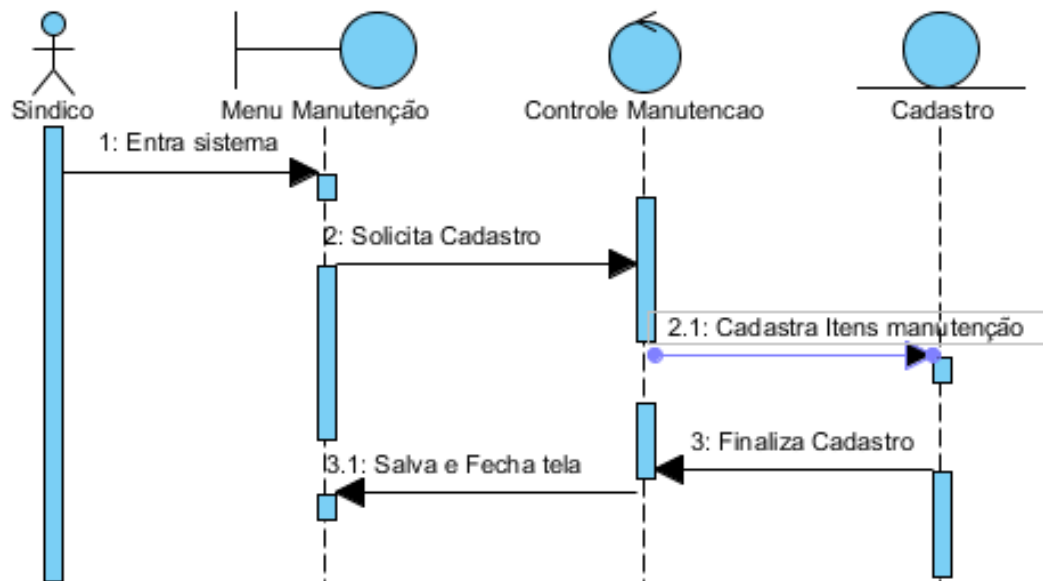 Sindico
Menu Manutenção
Controle Manutencao
Cadastro
1: Entra sistema
2: Solicita Cadastro
2.1: Cadastra Itens manutenção
3: Finaliza Cadastro
3.1: Salva e Fecha tela